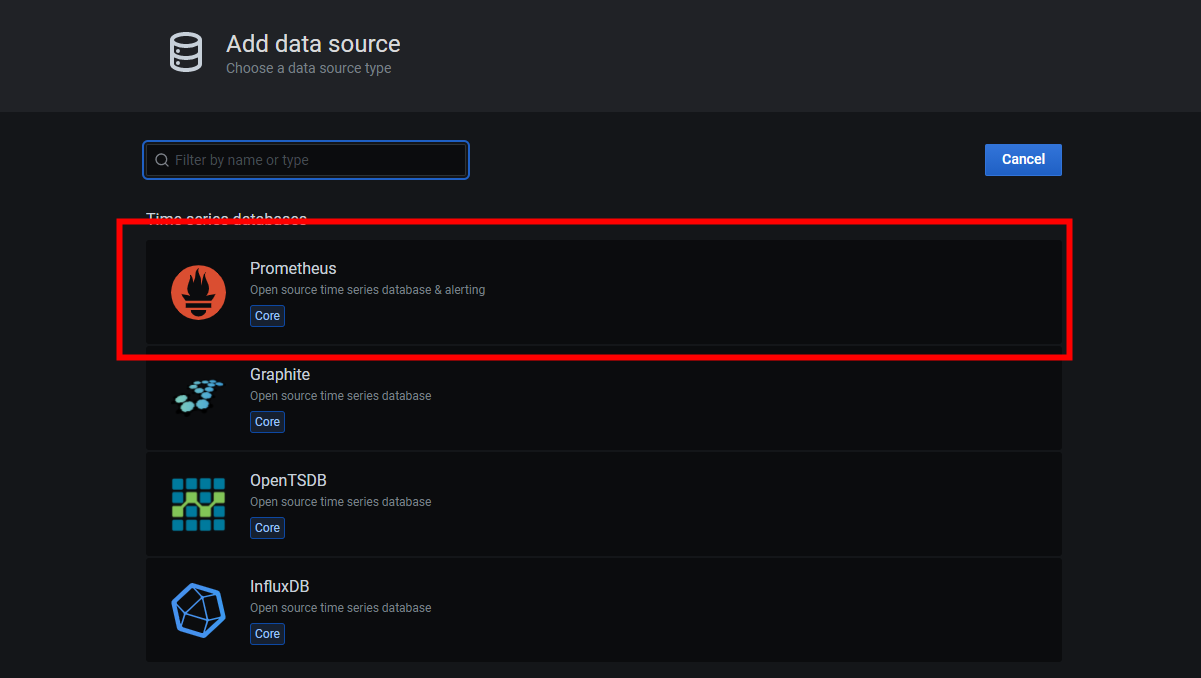 Add data source
Choose a data source type
Filter by name or type
Cancel
Time series databases
Prometheus
Open source time series database & alerting
Core
Graphite
Open source time series database
Core
OpenTSDB
Open source time series database
Core
InfluxDB
Open source time series database
Core